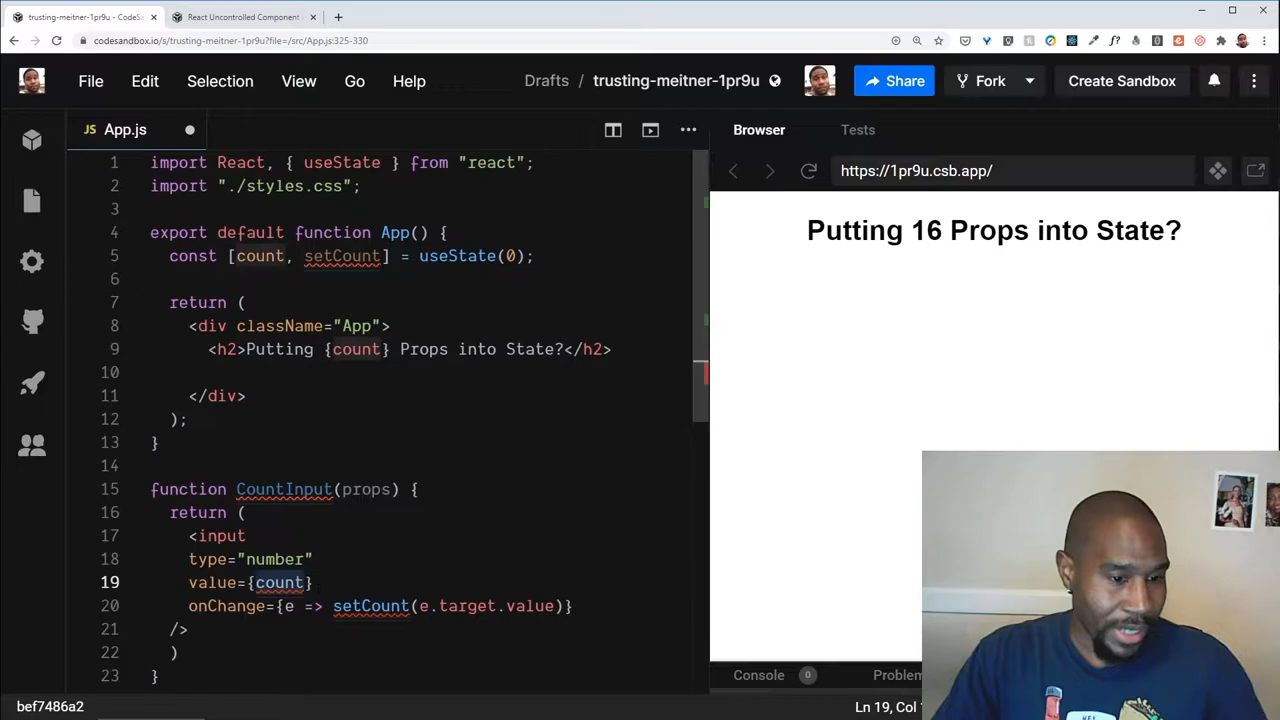 trusting-meitner-1pr9u - CodeSa
React Uncontrolled Component
codesandbox.io/s/trusting-meitner-1pr9u?file=/src/App.js:325-330
File Edit Selection View Go Help
Drafts / trusting-meitner-1pr9u
Share
Fork
Create Sandbox
JS App.js
Browser
Tests
https://1pr9u.csb.app/
1 import React, { useState } from "react";
2 import "./styles.css";
3
4 export default function App() {
5 const [count, setCount] = useState(0);
6
7 return (
8 <div className="App">
9 <h2>Putting {count} Props into State?</h2>
10
11 </div>
12 );
13 }
14
15 function CountInput(props) {
16 return (
17 <input
18 type="number"
19 value={count}
20 onChange={e => setCount(e.target.value)}
21 />
22 )
23 }
Putting 16 Props into State?
Console 0
Problem
bef7486a2
Ln 19, Col